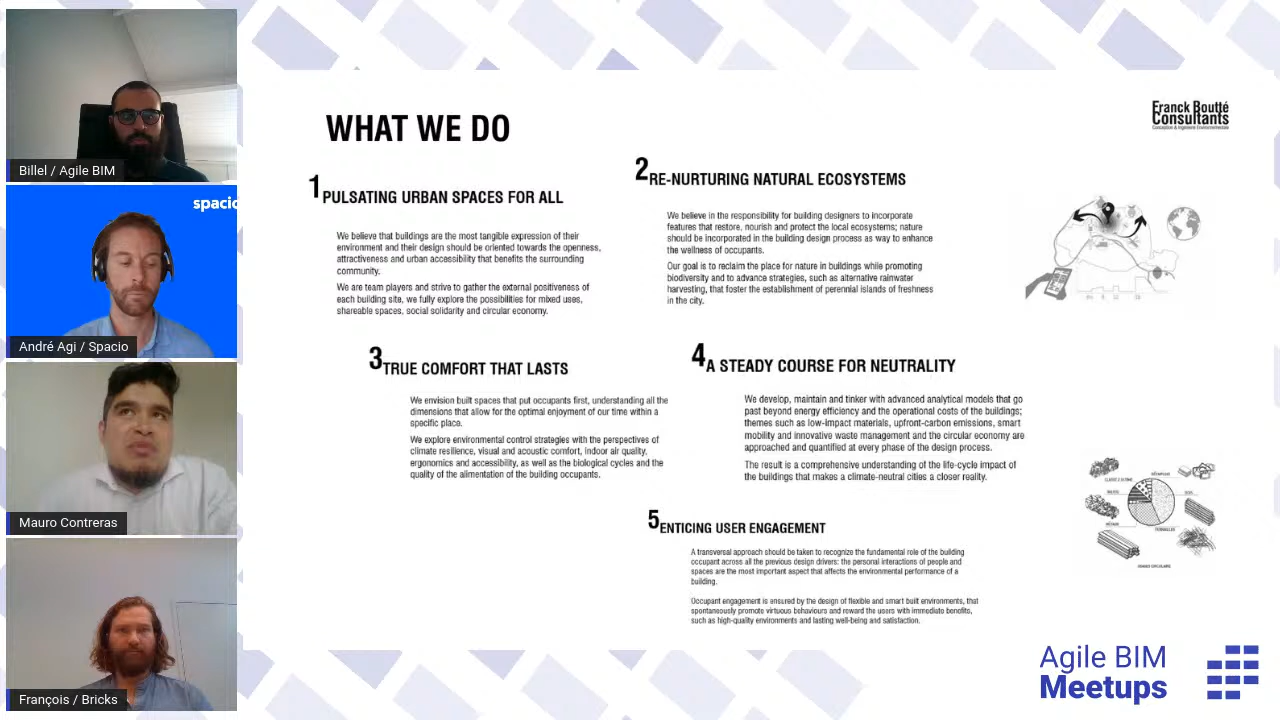 Billel / Agile BIM
spacio
André Agi / Spacio
Mauro Contreras
François / Bricks
WHAT WE DO
Franck Boutté
Consultants
1 PULSATING URBAN SPACES FOR ALL
We believe that buildings are the most tangible expression of their
environment and their design should be oriented towards the openness,
attractiveness and urban accessibility that benefits the surrounding
community.
We are team players and strive to gather the external positiveness of
each building site, we fully explore the possibilities for mixed uses,
shareable spaces, social solidarity and circular economy.
2 RE-NURTURING NATURAL ECOSYSTEMS
We believe in the responsibility for building designers to incorporate
features that restore, nourish and protect the local ecosystems; nature
should be incorporated in the building design process as way to enhance
the wellness of occupants.
Our goal is to reclaim the place for nature in buildings while promoting
biodiversity and to advance strategies, such as alternative rainwater
harvesting, that foster the establishment of perennial islands of freshness
in the city.
3 TRUE COMFORT THAT LASTS
We envision built spaces that put occupants first, understanding all the
dimensions that allow for the optimal enjoyment of our time within a
specific place.
We explore environmental control strategies with the perspectives of
climate resilience, visual and acoustic comfort, indoor air quality,
ergonomics and accessibility, as well as the biological cycles and the
quality of the alimentation of the building occupants.
4 A STEADY COURSE FOR NEUTRALITY
We develop, maintain and tinker with advanced analytical models that go
past beyond energy efficiency and the operational costs of the buildings;
themes such as low-impact materials, upfront-carbon emissions, smart
mobility and innovative waste management and the circular economy are
approached and quantified at every phase of the design process.
The result is a comprehensive understanding of the life-cycle impact of
the buildings that makes a climate-neutral cities a closer reality.
5 ENTICING USER ENGAGEMENT
A transversal approach should be taken to recognize the fundamental role of the building
occupant across all the previous design drivers: the personal interactions of people and
spaces are the most important aspect that affects the environmental performance of a
building.
Occupant engagement is ensured by the design of flexible and smart built environments, that
spontaneously promote virtuous behaviours and reward the users with immediate benefits,
such as high-quality environments and lasting well-being and satisfaction.
Agile BIM
Meetups